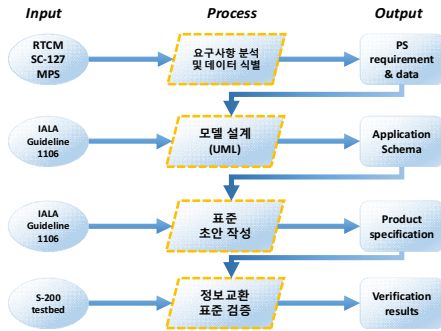 Input
Process
Output
RTCM
SC-127
MPS
요구사항 분석
및 데이터 식별
PS
requirement
& data
IALA
Guideline
1106
모델 설계
(UML)
Application
Schema
IALA
Guideline
1106
표준
초안 작성
Product
specification
S-200
testbed
정보교환
표준 검증
Verification
results